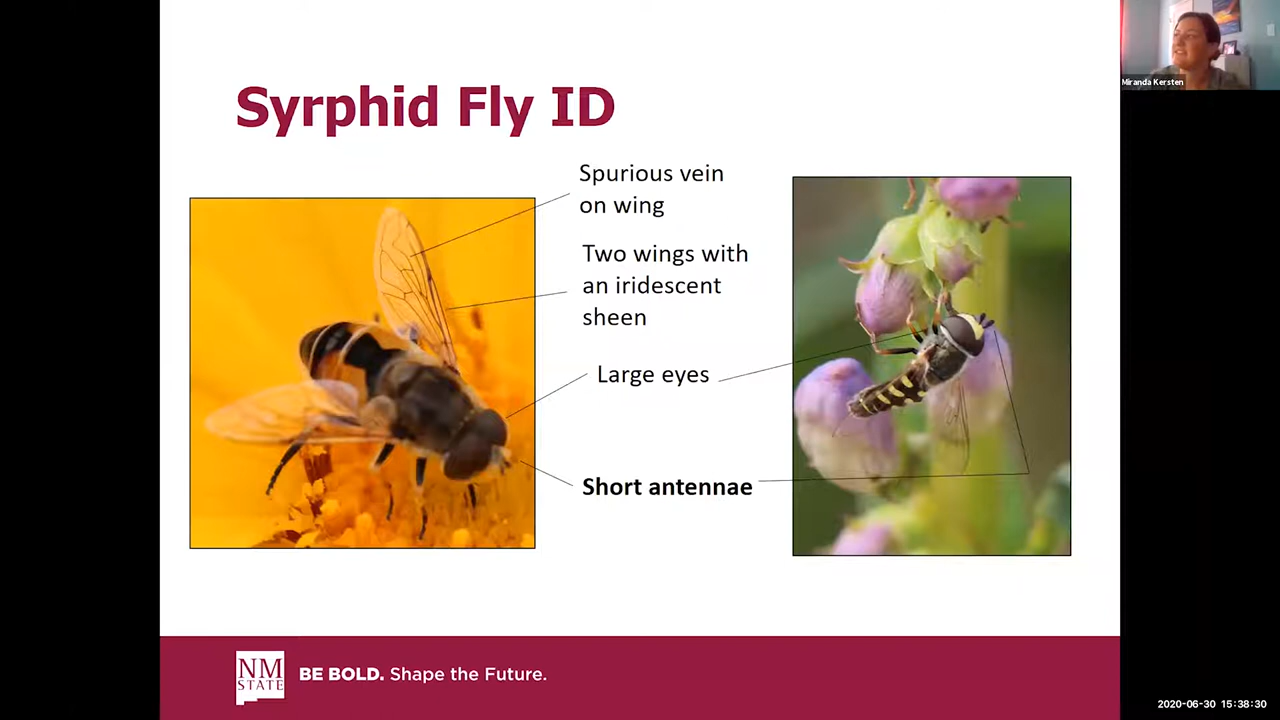 Syrphid Fly ID
Spurious vein
on wing
Two wings with
an iridescent
sheen
Large eyes
Short antennae
NM
STATE
BE BOLD. Shape the Future.
Miranda Kersten
2020-06-30 15:38:30